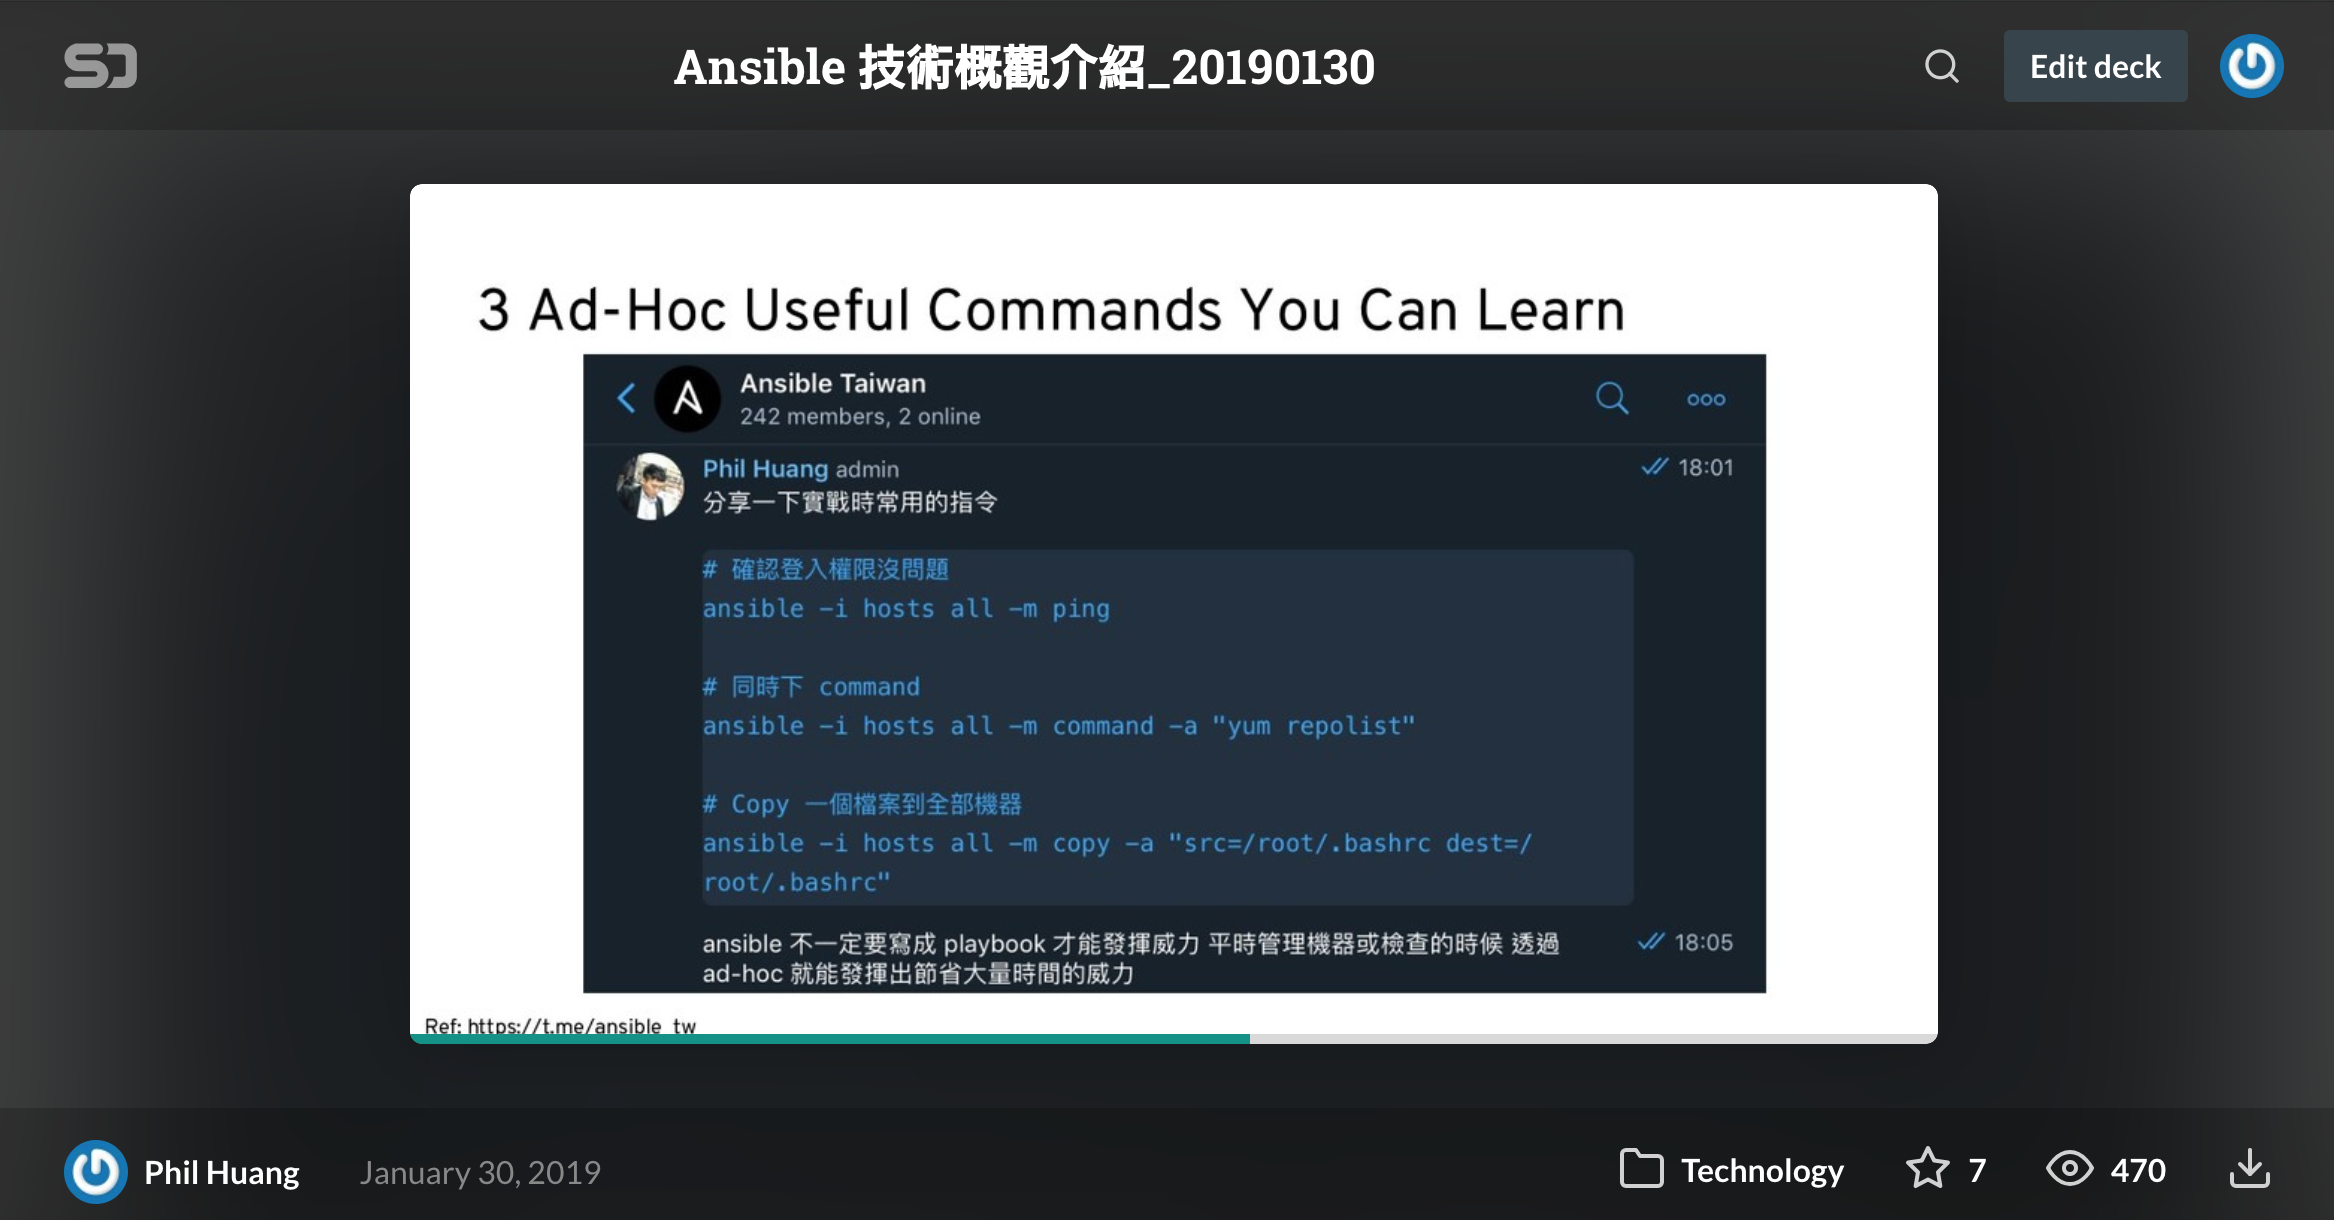 Ansible 技術概觀介紹_20190130
Edit deck
3 Ad-Hoc Useful Commands You Can Learn
Ansible Taiwan
242 members, 2 online
Phil Huang admin
18:01
分享一下實戰時常用的指令
# 確認登入權限沒問題
ansible -i hosts all -m ping
# 同時下 command
ansible -i hosts all -m command -a "yum repolist"
# Copy 一個檔案到全部機器
ansible -i hosts all -m copy -a "src=/root/.bashrc dest=/
root/.bashrc"
ansible 不一定要寫成 playbook 才能發揮威力 平時管理機器或檢查的時候 透過
18:05
ad-hoc 就能發揮出節省大量時間的威力
Ref: https://t.me/ansible_tw
Phil Huang
January 30, 2019
Technology
7
470